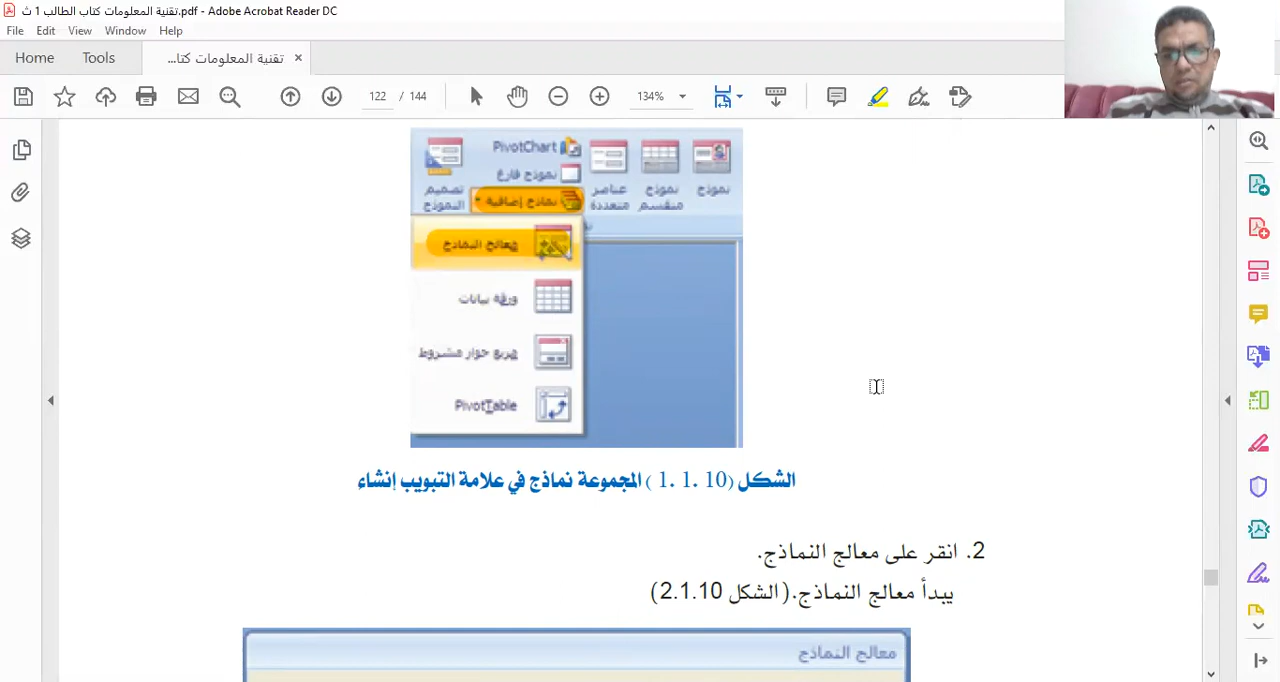 تقنية المعلومات كتاب الطالب 1 ث.pdf - Adobe Acrobat Reader DC
File Edit View Window Help
Home Tools تقنية المعلومات كتا... ×
122 / 144 134%
PivotChart
نموذج فارغ
نماذج إضافية
نموذج
نموذج منقسم
عناصر متعددة
تصميم النموذج
معالج النماذج
ورقة بيانات
مربع حوار مشروط
PivotTable
الشكل (1.1.10) المجموعة نماذج في علامة التبويب إنشاء
2. انقر على معالج النماذج.
يبدأ معالج النماذج.(الشكل 2.1.10)
معالج النماذج